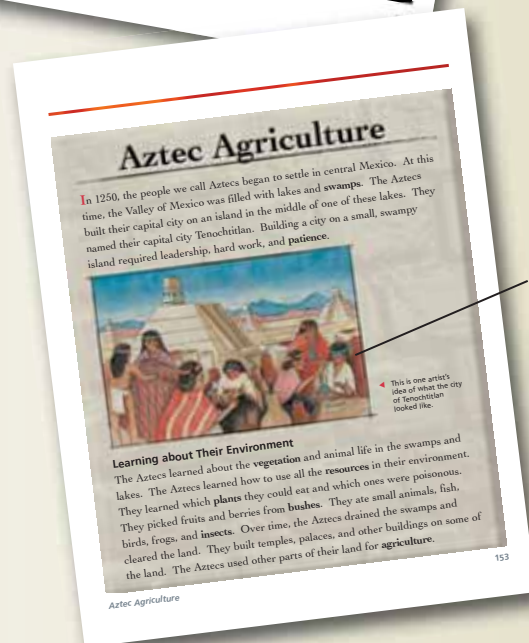 Aztec Agriculture
In 1250, the people we call Aztecs began to settle in central Mexico. At this
time, the Valley of Mexico was filled with lakes and swamps. The Aztecs
built their capital city on an island in the middle of one of these lakes. They
named their capital city Tenochtitlan. Building a city on a small, swampy
island required leadership, hard work, and patience.
◄ This is one artist's
idea of what the city
of Tenochtitlan
looked like.
Learning about Their Environment
The Aztecs learned about the vegetation and animal life in the swamps and
lakes. The Aztecs learned how to use all the resources in their environment.
They learned which plants they could eat and which ones were poisonous.
They picked fruits and berries from bushes. They ate small animals, fish,
birds, frogs, and insects. Over time, the Aztecs drained the swamps and
cleared the land. They built temples, palaces, and other buildings on some of
the land. The Aztecs used other parts of their land for agriculture.
Aztec Agriculture
153